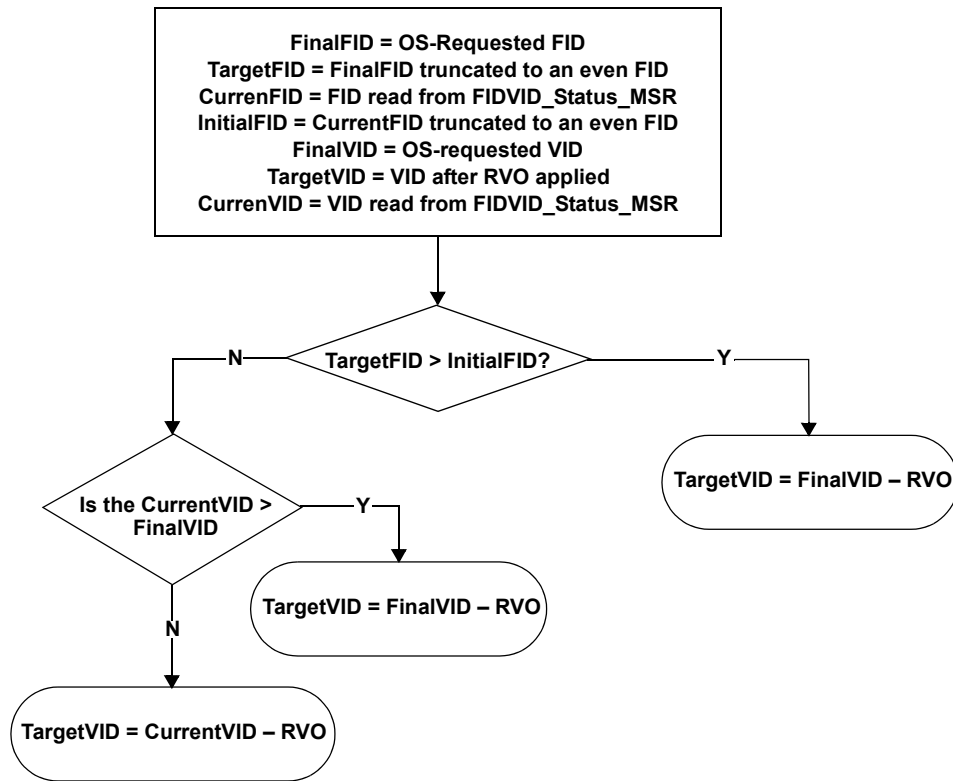 FinalFID = OS-Requested FID
TargetFID = FinalFID truncated to an even FID
CurrenFID = FID read from FIDVID_Status_MSR
InitialFID = CurrentFID truncated to an even FID
FinalVID = OS-requested VID
TargetVID = VID after RVO applied
CurrenVID = VID read from FIDVID_Status_MSR
N
TargetFID > InitialFID?
Y
Is the CurrentVID >
FinalVID
Y
TargetVID = FinalVID – RVO
TargetVID = FinalVID – RVO
N
TargetVID = CurrentVID – RVO